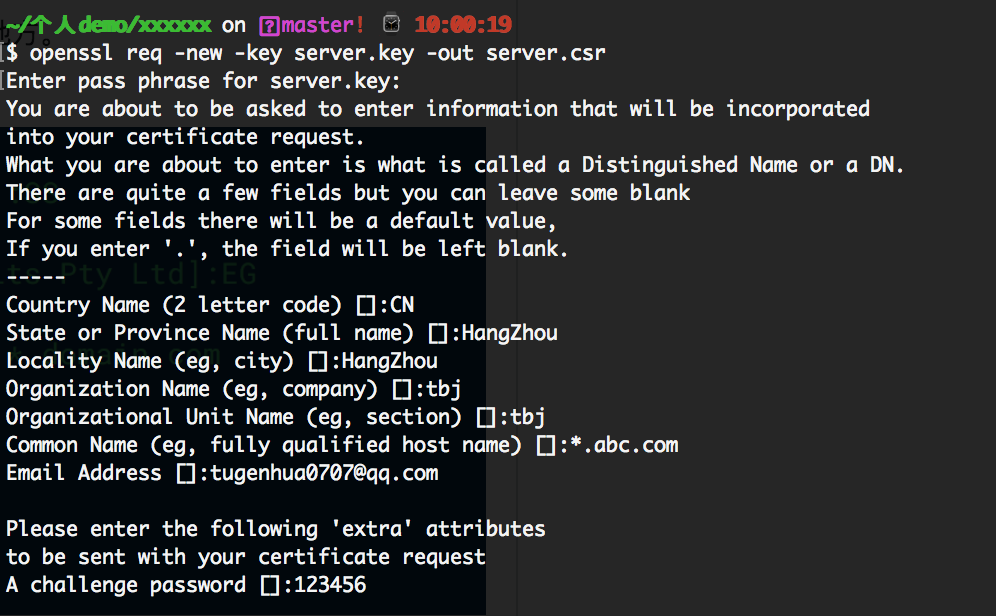 ~/个人demo/xxxxxx on master! 10:00:19
$ openssl req -new -key server.key -out server.csr
Enter pass phrase for server.key:
You are about to be asked to enter information that will be incorporated
into your certificate request.
What you are about to enter is what is called a Distinguished Name or a DN.
There are quite a few fields but you can leave some blank
For some fields there will be a default value,
If you enter '.', the field will be left blank.
-----
Country Name (2 letter code) []:CN
State or Province Name (full name) []:HangZhou
Locality Name (eg, city) []:HangZhou
Organization Name (eg, company) []:tbj
Organizational Unit Name (eg, section) []:tbj
Common Name (eg, fully qualified host name) []:*.abc.com
Email Address []:tugenhua0707@qq.com

Please enter the following 'extra' attributes
to be sent with your certificate request
A challenge password []:123456